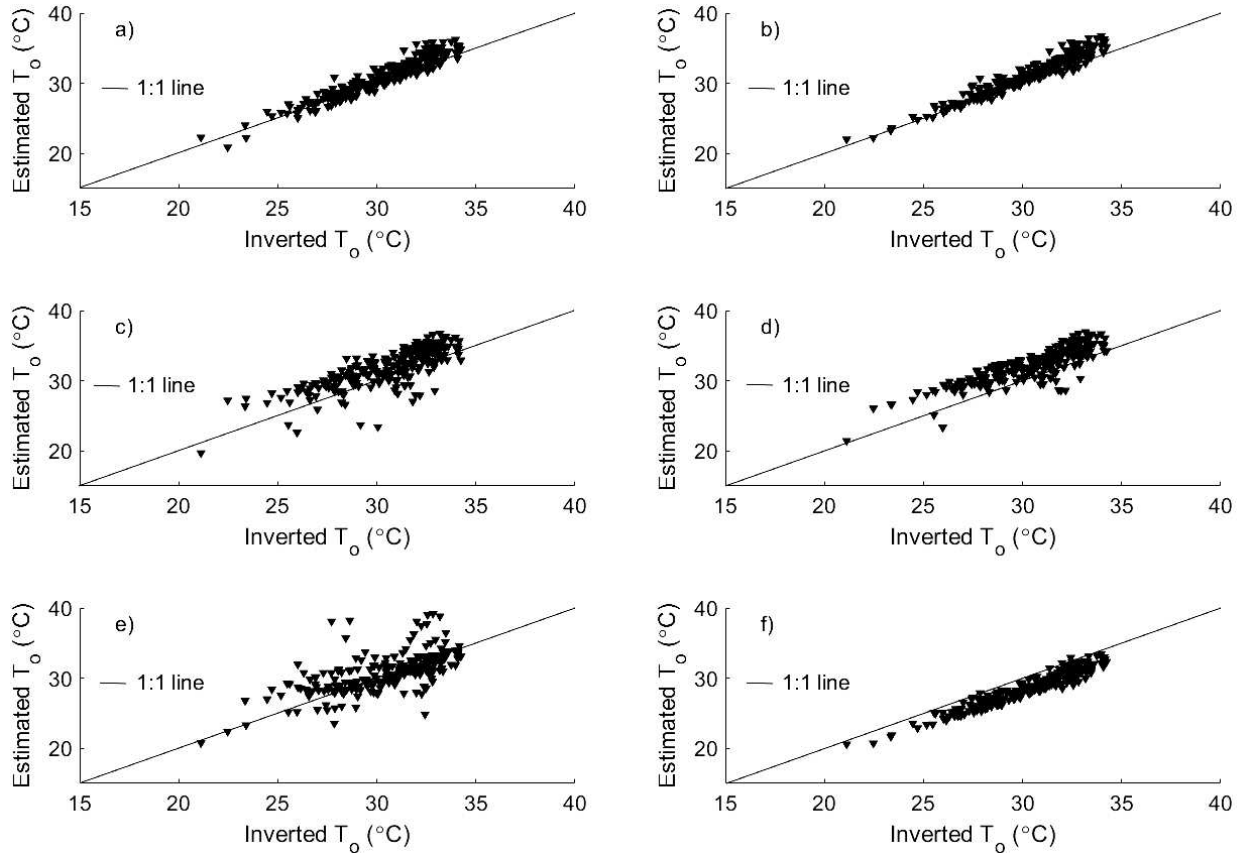 a)
Estimated T_o (°C)
40
30
20
1:1 line
15 20 25 30 35 40
Inverted T_o (°C)
b)
Estimated T_o (°C)
40
30
20
1:1 line
15 20 25 30 35 40
Inverted T_o (°C)
c)
Estimated T_o (°C)
40
30
20
1:1 line
15 20 25 30 35 40
Inverted T_o (°C)
d)
Estimated T_o (°C)
40
30
20
1:1 line
15 20 25 30 35 40
Inverted T_o (°C)
e)
Estimated T_o (°C)
40
30
20
1:1 line
15 20 25 30 35 40
Inverted T_o (°C)
f)
Estimated T_o (°C)
40
30
20
1:1 line
15 20 25 30 35 40
Inverted T_o (°C)